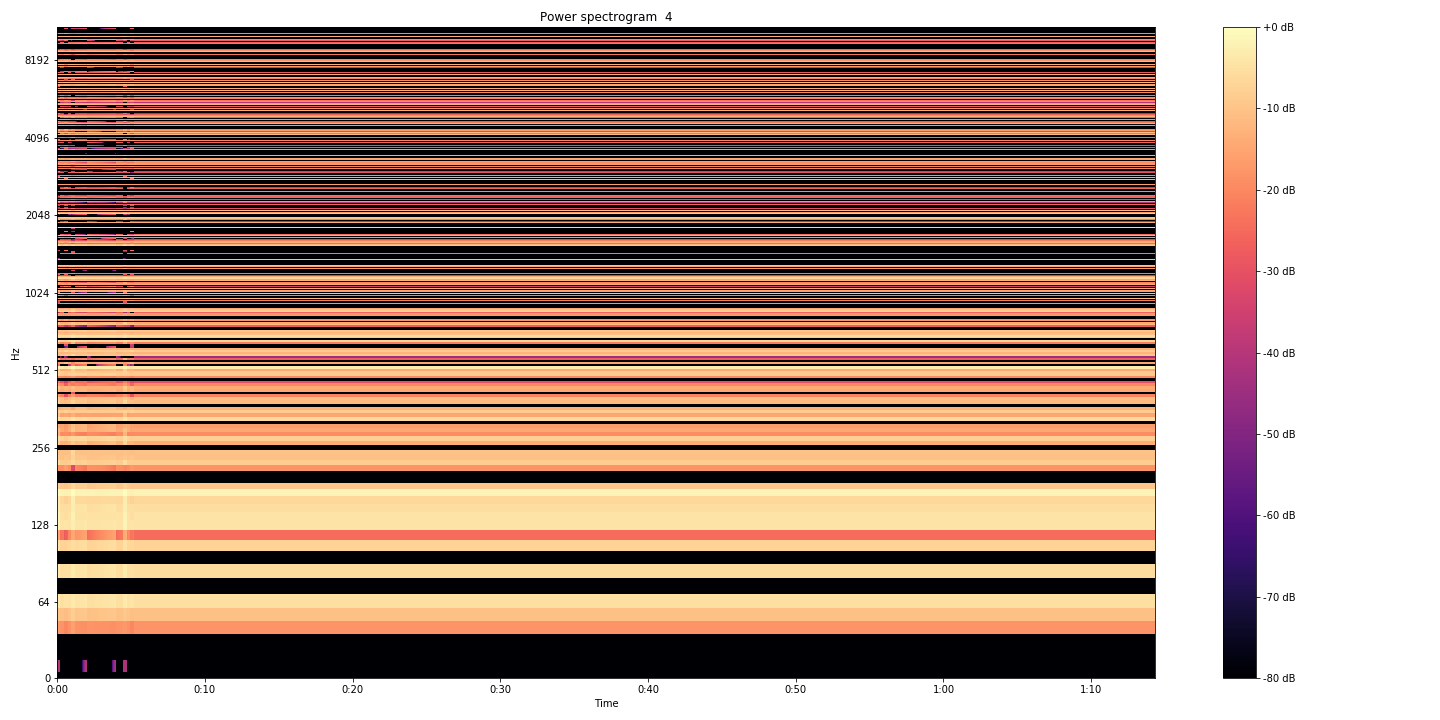 Power spectrogram  4
Hz
8192
4096
2048
1024
512
256
128
64
0
0:00
0:10
0:20
0:30
0:40
0:50
1:00
1:10
Time
+0 dB
-10 dB
-20 dB
-30 dB
-40 dB
-50 dB
-60 dB
-70 dB
-80 dB